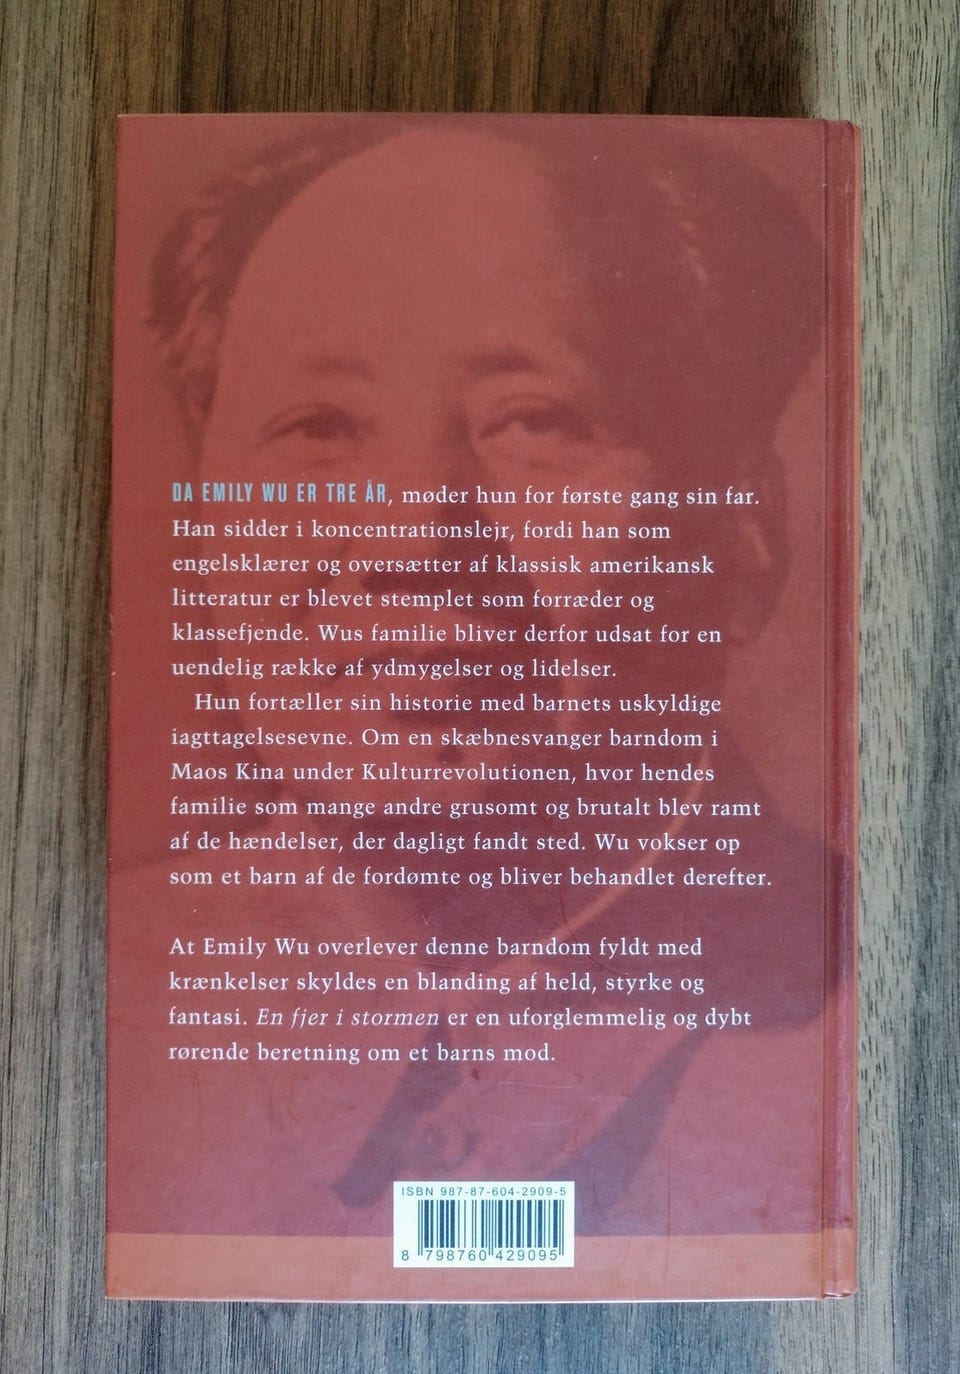 DA EMILY WU ER TRE ÅR, møder hun for første gang sin far.
Han sidder i koncentrationslejr, fordi han som
engelsklærer og oversætter af klassisk amerikansk
litteratur er blevet stemplet som forræder og
klassefjende. Wus familie bliver derfor udsat for en
uendelig række af ydmygelser og lidelser.
Hun fortæller sin historie med barnets uskyldige
iagttagelsesevne. Om en skæbnesvanger barndom i
Maos Kina under Kulturrevolutionen, hvor hendes
familie som mange andre grusomt og brutalt blev ramt
af de hændelser, der dagligt fandt sted. Wu vokser op
som et barn af de fordømte og bliver behandlet derefter.
At Emily Wu overlever denne barndom fyldt med
krænkelser skyldes en blanding af held, styrke og
fantasi. En fjer i stormen er en uforglemmelig og dybt
rørende beretning om et barns mod.
ISBN 987-87-604-2909-5
8 798760 429095